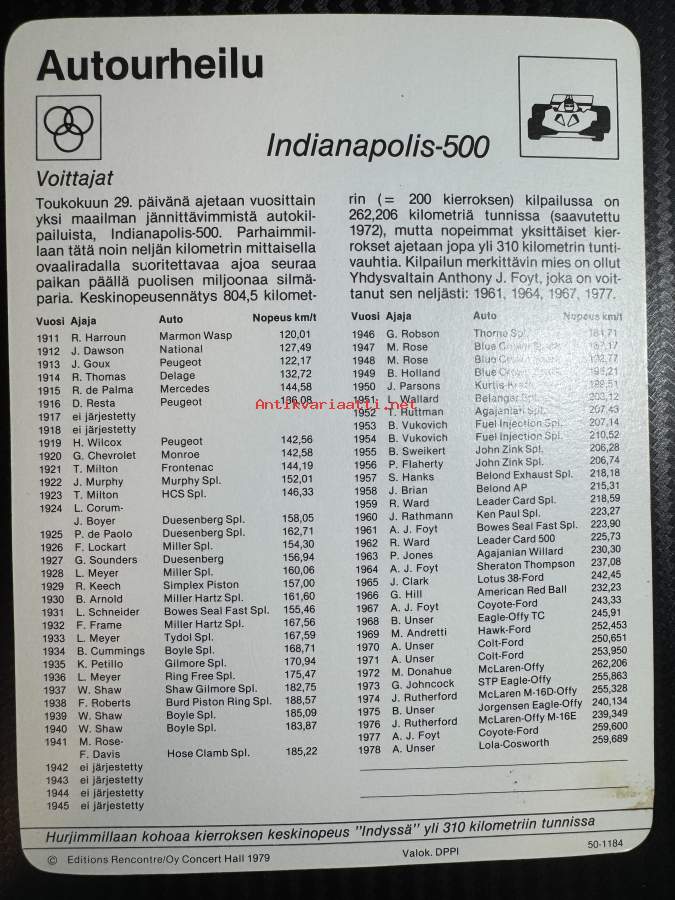 Autourheilu
Indianapolis-500
Voittajat
Toukokuun 29. päivänä ajetaan vuosittain
yksi maailman jännittävimmistä autokil-
pailuista, Indianapolis-500. Parhaimmil-
laan tätä noin neljän kilometrin mittaisella
ovaaliradalla suoritettavaa ajoa seuraa
paikan päällä puolisen miljoonaa silmä-
paria. Keskinopeusennätys 804,5 kilomet-
rin (= 200 kierroksen) kilpailussa on
262,206 kilometriä tunnissa (saavutettu
1972), mutta nopeimmat yksittäiset kier-
rokset ajetaan jopa yli 310 kilometrin tunti-
vauhtia. Kilpailun merkittävin mies on ollut
Yhdysvaltain Anthony J. Foyt, joka on voit-
tanut sen neljästi: 1961, 1964, 1967, 1977.
Vuosi Ajaja Auto Nopeus km/t
1911 R. Harroun Marmon Wasp 120,01
1912 J. Dawson National 127,49
1913 J. Goux Peugeot 122,17
1914 R. Thomas Delage 132,72
1915 R. de Palma Mercedes 144,58
1916 D. Resta Peugeot 136,08
1917 ei järjestetty
1918 ei järjestetty
1919 H. Wilcox Peugeot 142,56
1920 G. Chevrolet Monroe 142,58
1921 T. Milton Frontenac 144,19
1922 J. Murphy Murphy Spl. 152,01
1923 T. Milton HCS Spl. 146,33
1924 L. Corum-
J. Boyer Duesenberg Spl. 158,05
1925 P. de Paolo Duesenberg Spl. 162,71
1926 F. Lockart Miller Spl. 154,30
1927 G. Sounders Duesenberg 156,94
1928 L. Meyer Miller Spl. 160,06
1929 R. Keech Simplex Piston 157,00
1930 B. Arnold Miller Hartz Spl. 161,60
1931 L. Schneider Bowes Seal Fast Spl. 155,46
1932 F. Frame Miller Hartz Spl. 167,56
1933 L. Meyer Tydol Spl. 167,59
1934 B. Cummings Boyle Spl. 168,71
1935 K. Petillo Gilmore Spl. 170,94
1936 L. Meyer Ring Free Spl. 175,47
1937 W. Shaw Shaw Gilmore Spl. 182,75
1938 F. Roberts Burd Piston Ring Spl. 188,57
1939 W. Shaw Boyle Spl. 185,09
1940 W. Shaw Boyle Spl. 183,87
1941 M. Rose-
F. Davis Hose Clamb Spl. 185,22
1942 ei järjestetty
1943 ei järjestetty
1944 ei järjestetty
1945 ei järjestetty
Vuosi Ajaja Auto Nopeus km/t
1946 G. Robson Thorne Spl.
1947 M. Rose Blue Crown
1948 M. Rose Blue Crown
1949 B. Holland Blue Crown
1950 J. Parsons Kurtis
1951 L. Wallard Belanger Spl.
1952 T. Ruttman Agajanian Spl. 207,43
1953 B. Vukovich Fuel Injection Spl. 207,14
1954 B. Vukovich Fuel Injection Spl. 210,52
1955 B. Sweikert John Zink Spl. 206,28
1956 P. Flaherty John Zink Spl. 206,74
1957 S. Hanks Belond Exhaust Spl. 218,18
1958 J. Brian Belond AP 215,31
1959 R. Ward Leader Card Spl. 218,59
1960 J. Rathmann Ken Paul Spl. 223,27
1961 A. J. Foyt Bowes Seal Fast Spl. 223,90
1962 R. Ward Leader Card 500 225,73
1963 P. Jones Agajanian Willard 230,30
1964 A. J. Foyt Sheraton Thompson 237,08
1965 J. Clark Lotus 38-Ford 242,45
1966 G. Hill American Red Ball 232,23
1967 A. J. Foyt Coyote-Ford 243,33
1968 B. Unser Eagle-Offy TC 245,91
1969 M. Andretti Hawk-Ford 252,453
1970 A. Unser Colt-Ford 250,651
1971 A. Unser Colt-Ford 253,950
1972 M. Donahue McLaren-Offy 262,206
1973 G. Johncock STP Eagle-Offy 255,863
1974 J. Rutherford McLaren M-16D-Offy 255,328
1975 B. Unser Jorgensen Eagle-Offy 240,134
1976 J. Rutherford McLaren-Offy M-16E 239,349
1977 A. J. Foyt Coyote-Ford 259,600
1978 A. Unser Lola-Cosworth 259,689
Antikvariaatti.net
Hurjimmillaan kohoaa kierroksen keskinopeus "Indyssä" yli 310 kilometriin tunnissa
© Editions Rencontre/Oy Concert Hall 1979 Valok. DPPI 50-1184